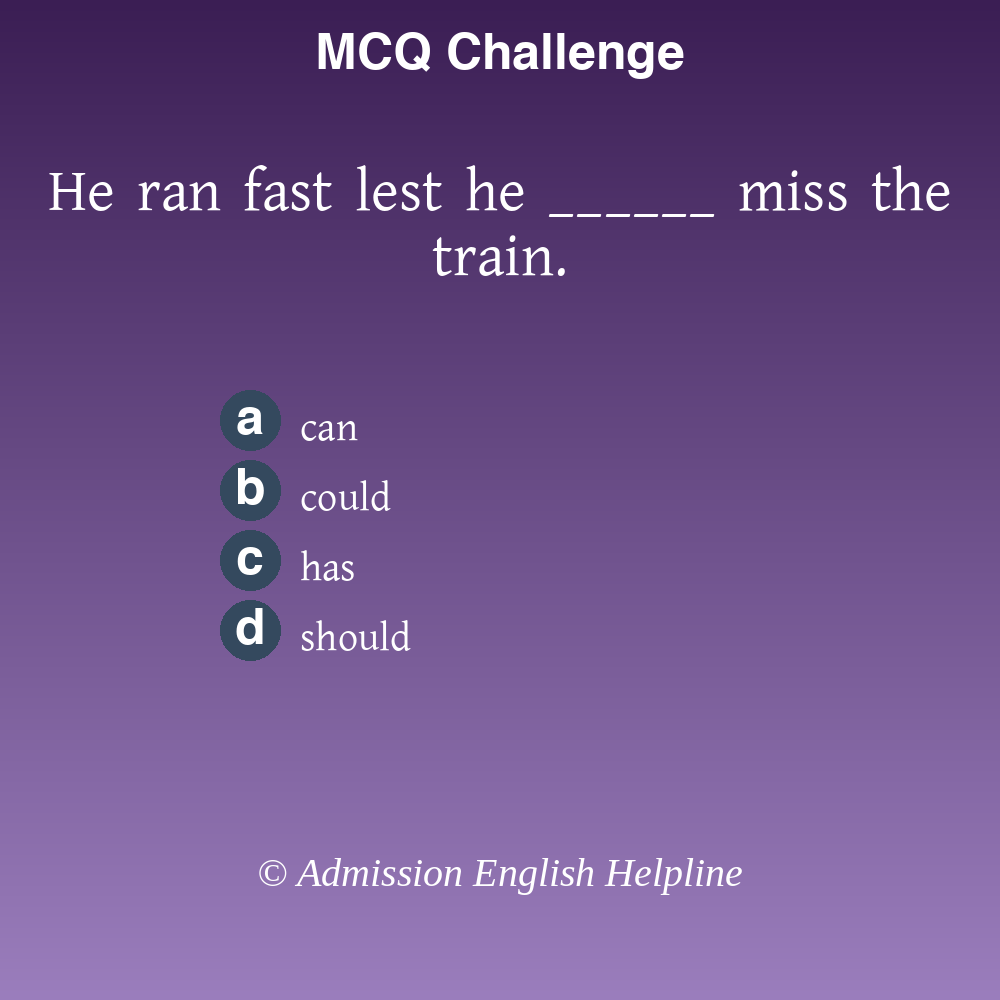 MCQ Challenge
He ran fast lest he ______ miss the
train.
a can
b could
c has
d should
© Admission English Helpline